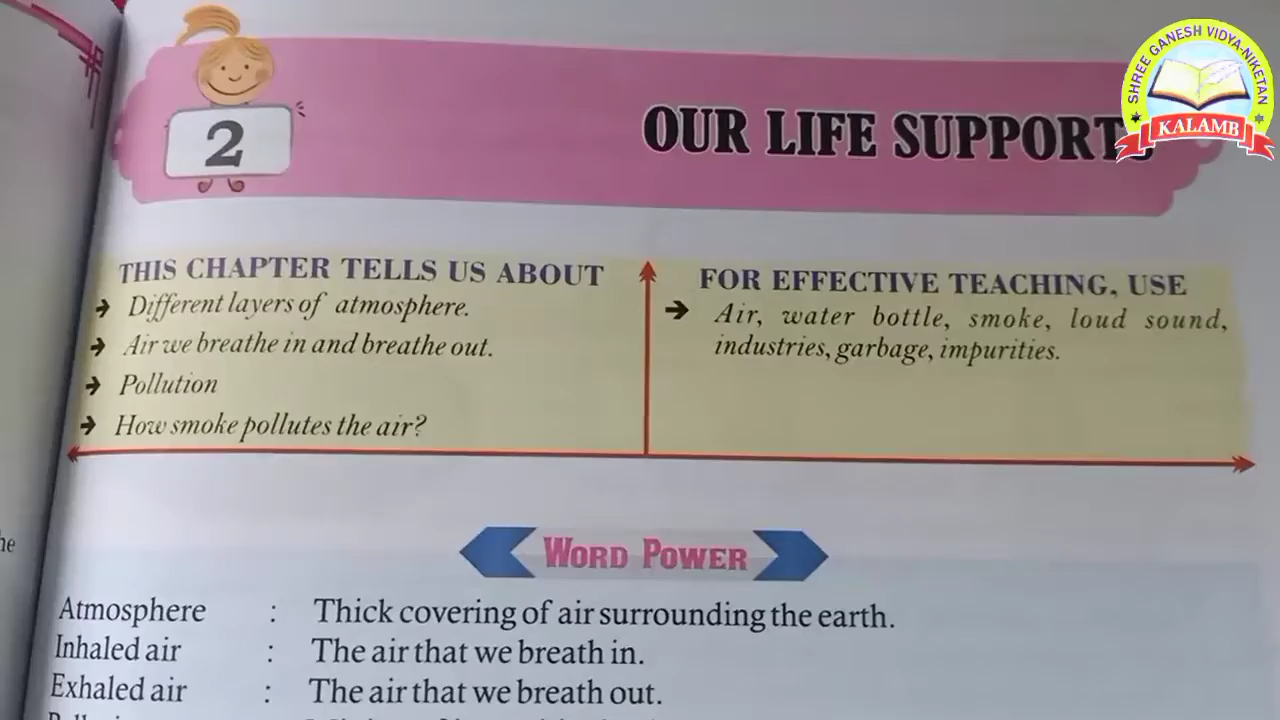 SHREE GANESH VIDYA-NIKETAN
KALAMB
2
OUR LIFE SUPPORTS
THIS CHAPTER TELLS US ABOUT
➔ Different layers of atmosphere.
➔ Air we breathe in and breathe out.
➔ Pollution
➔ How smoke pollutes the air?
FOR EFFECTIVE TEACHING, USE
➔ Air, water bottle, smoke, loud sound,
industries, garbage, impurities.
he
WORD POWER
Atmosphere : Thick covering of air surrounding the earth.
Inhaled air : The air that we breath in.
Exhaled air : The air that we breath out.